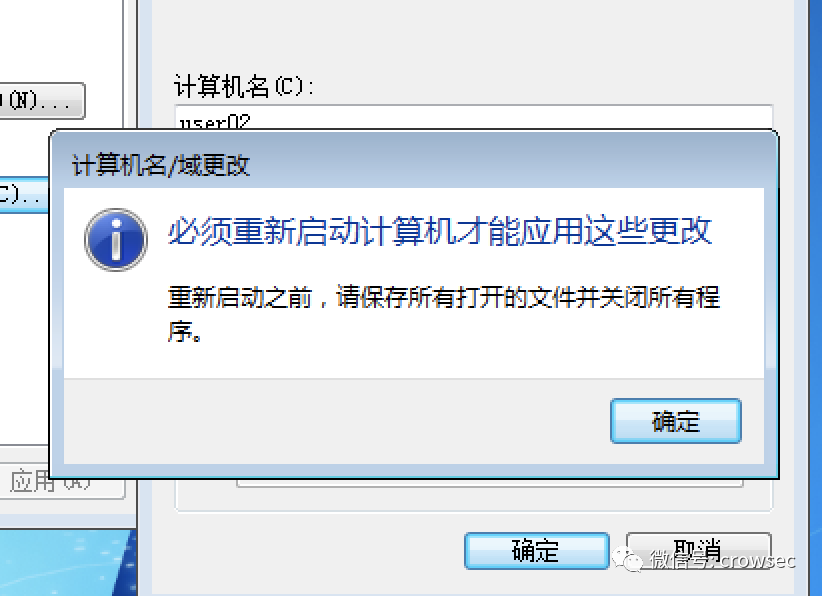 计算机名(C):
(N)...
user02
计算机名/域更改
C)..
必须重新启动计算机才能应用这些更改
重新启动之前，请保存所有打开的文件并关闭所有程
序。
确定
应用(A)
确定
取消
微信号: crowsec